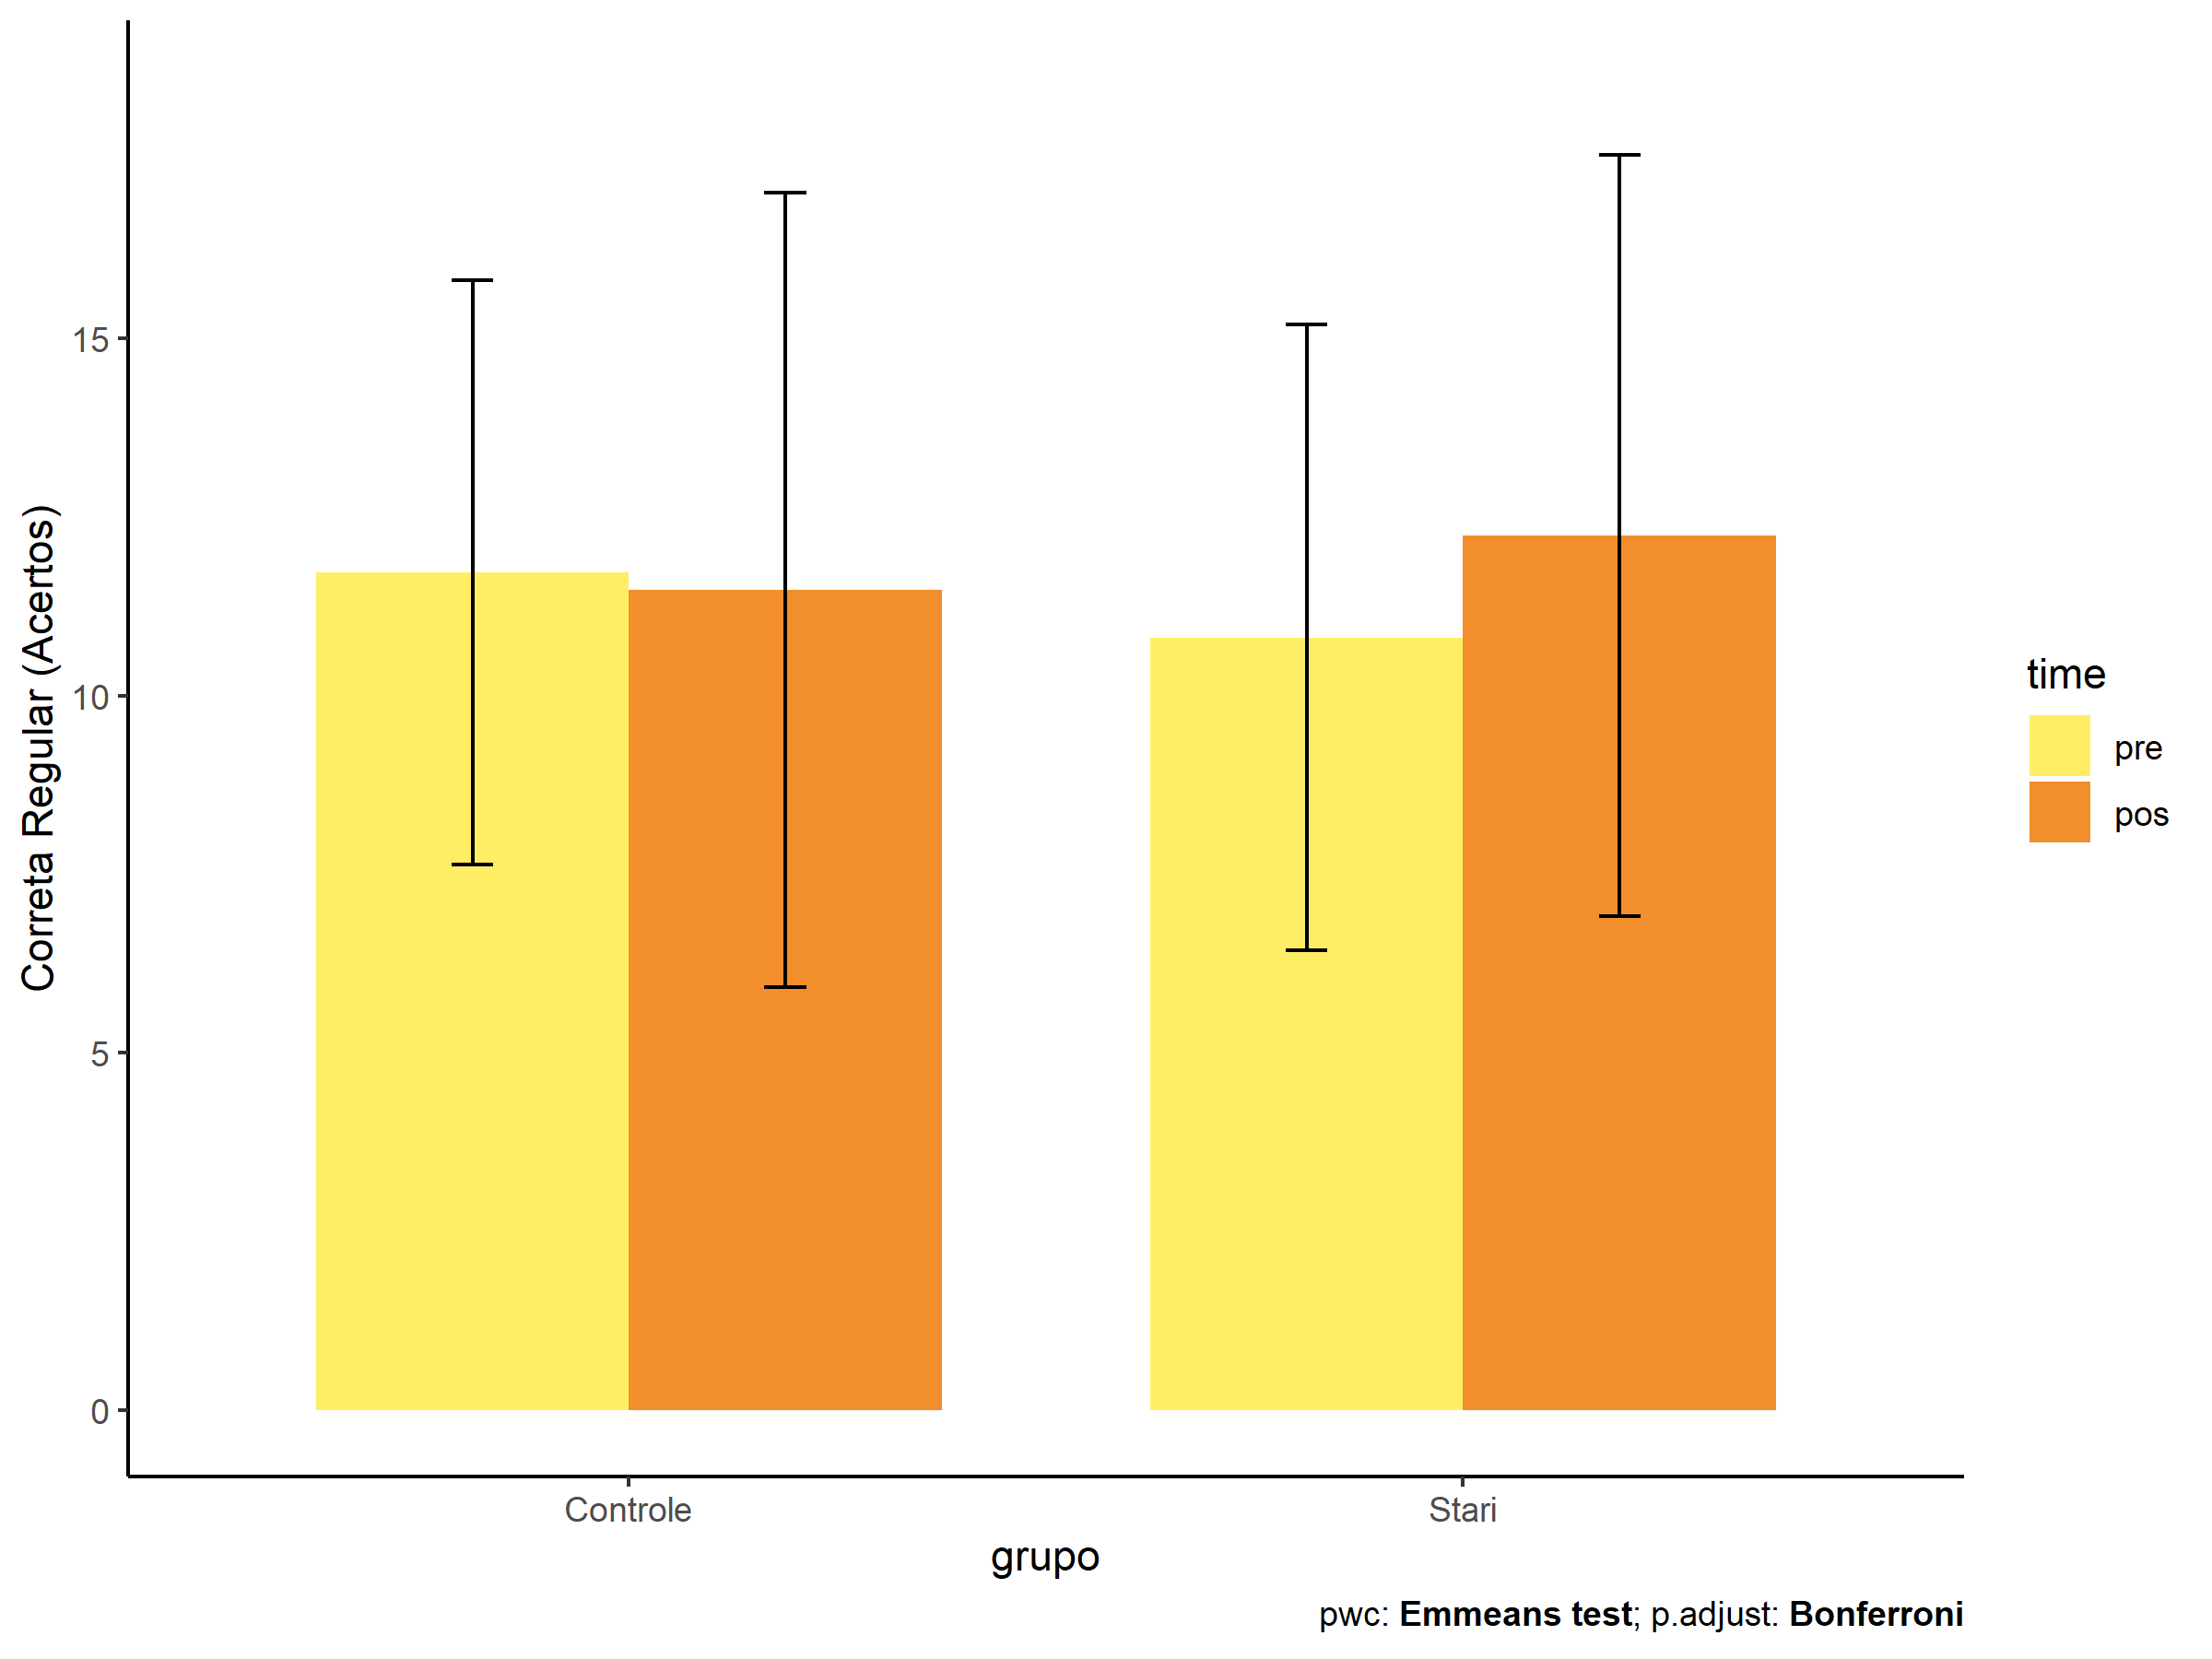 Correta Regular (Acertos)
15
10
5
0
Controle
Stari
grupo
time
pre
pos
pwc: Emmeans test; p.adjust: Bonferroni